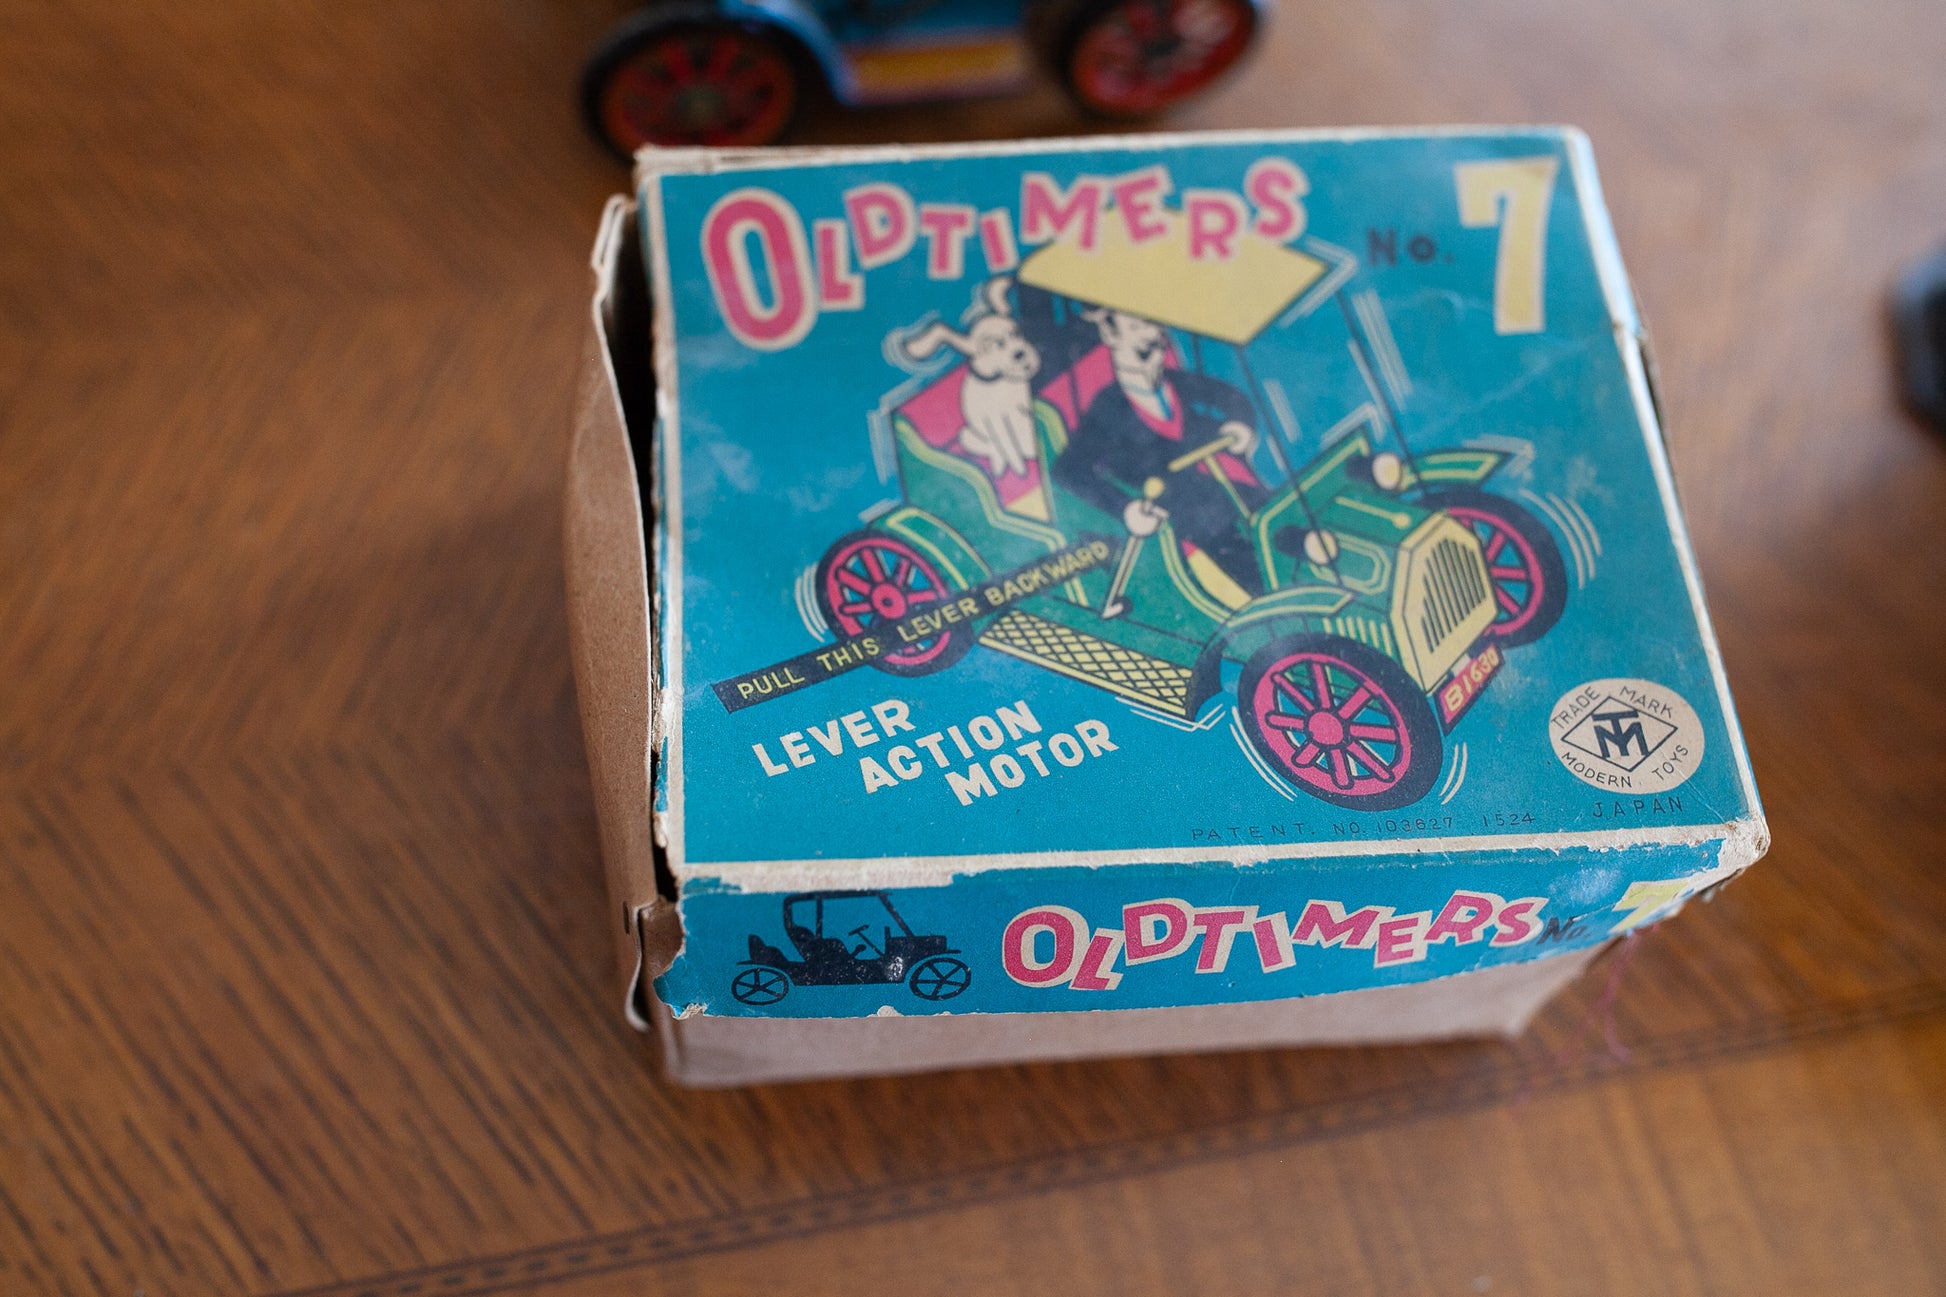 OLDTIMERS No. 7
PULL THIS LEVER BACKWARD
LEVER
ACTION
MOTOR
B1630
TRADE MARK
TM
MODERN TOYS
JAPAN
PATENT. NO. 103627 1524
OLDTIMERS No. 7